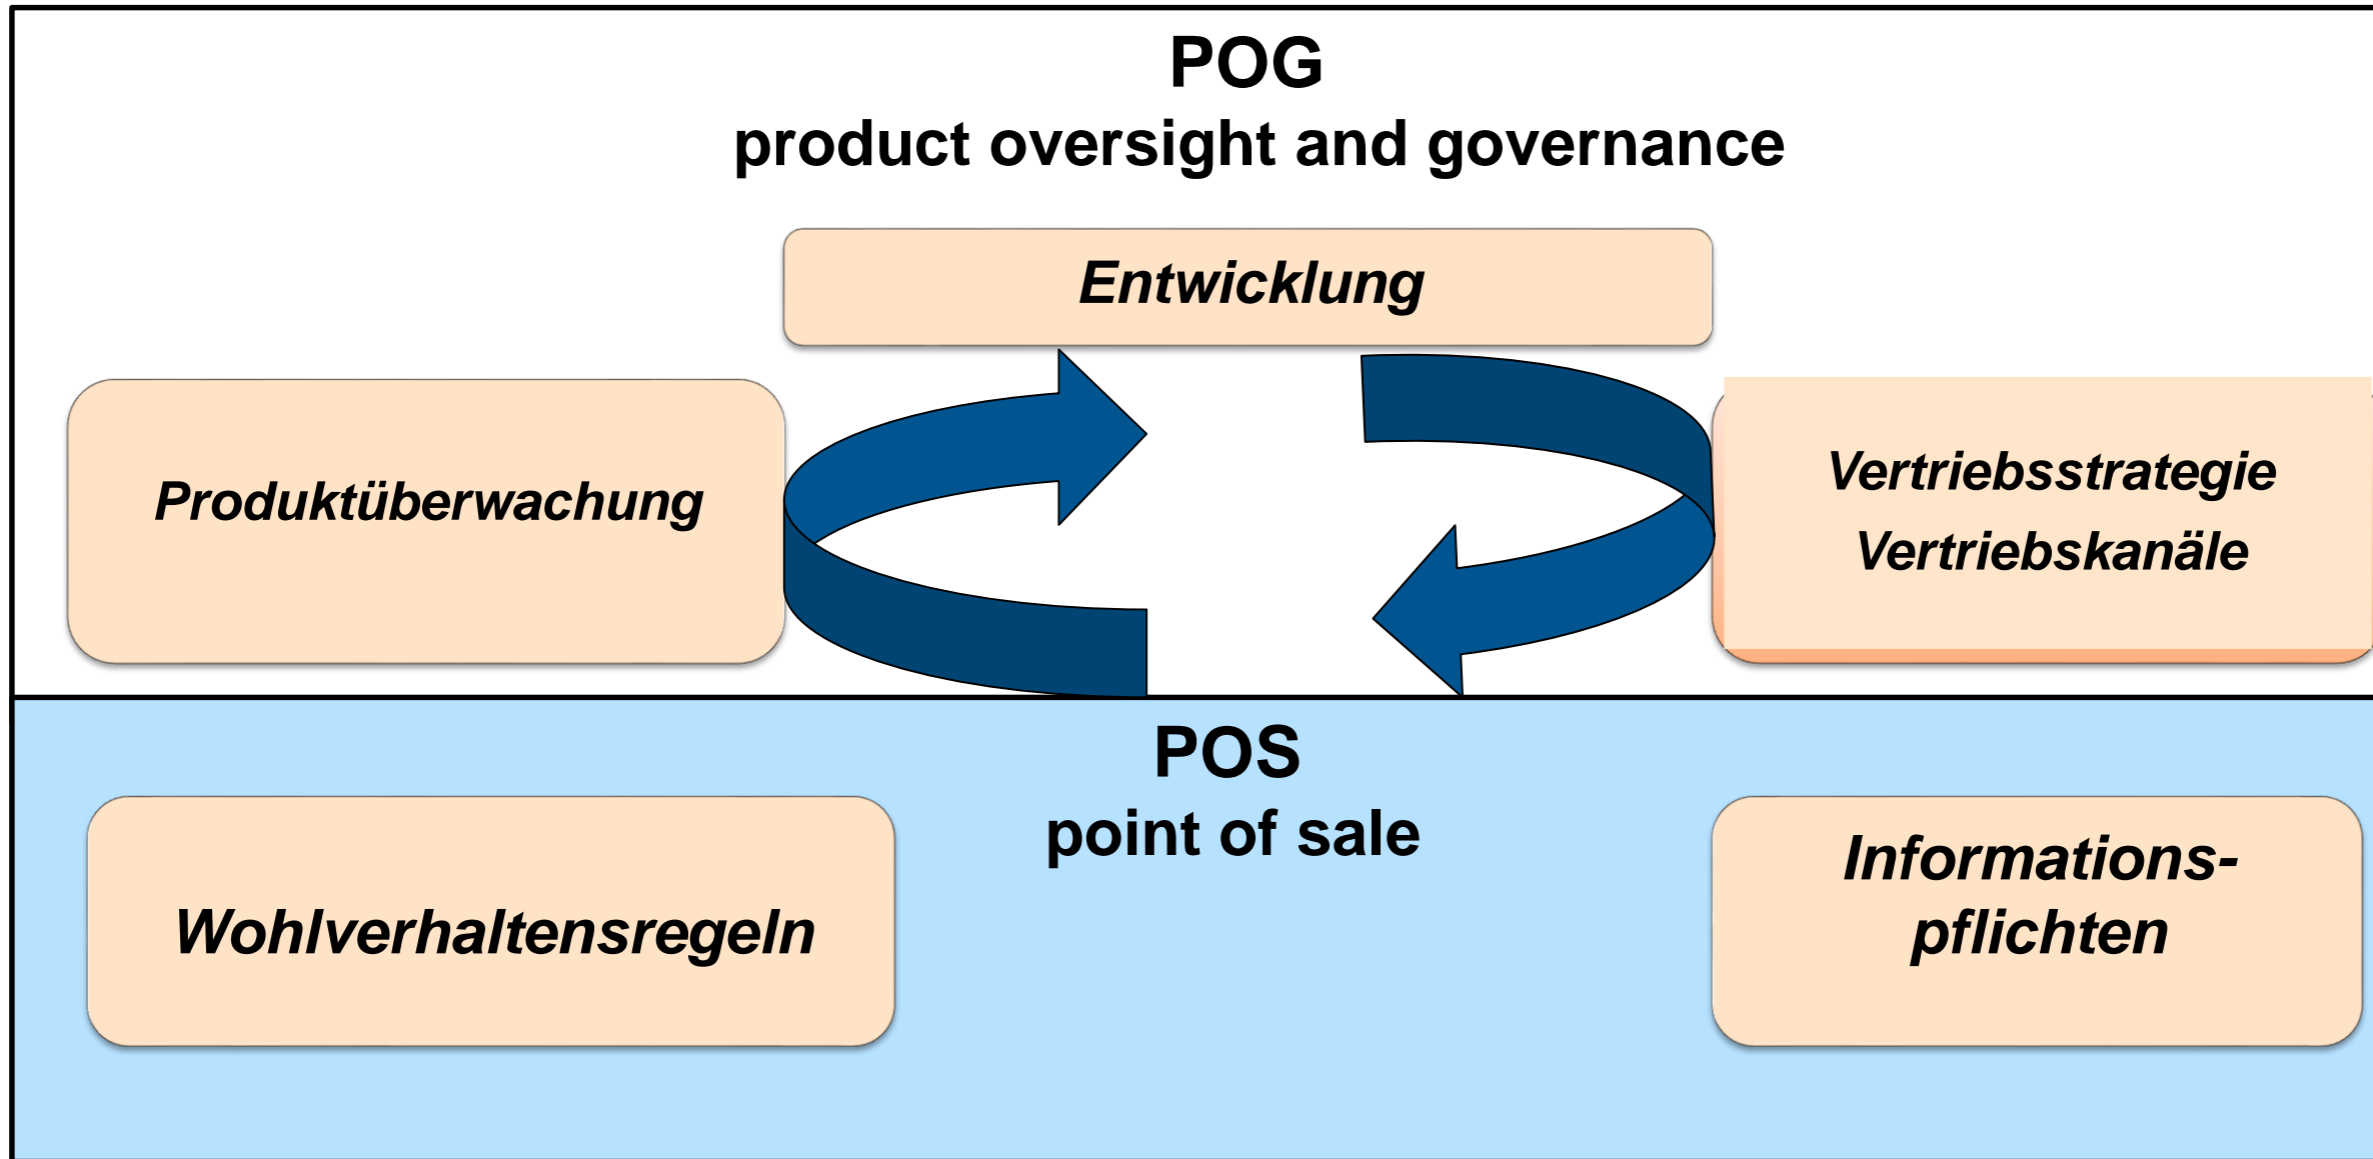 POG
product oversight and governance
Entwicklung
Produktüberwachung
Vertriebsstrategie
Vertriebskanäle
POS
point of sale
Wohlverhaltensregeln
Informations-
pflichten